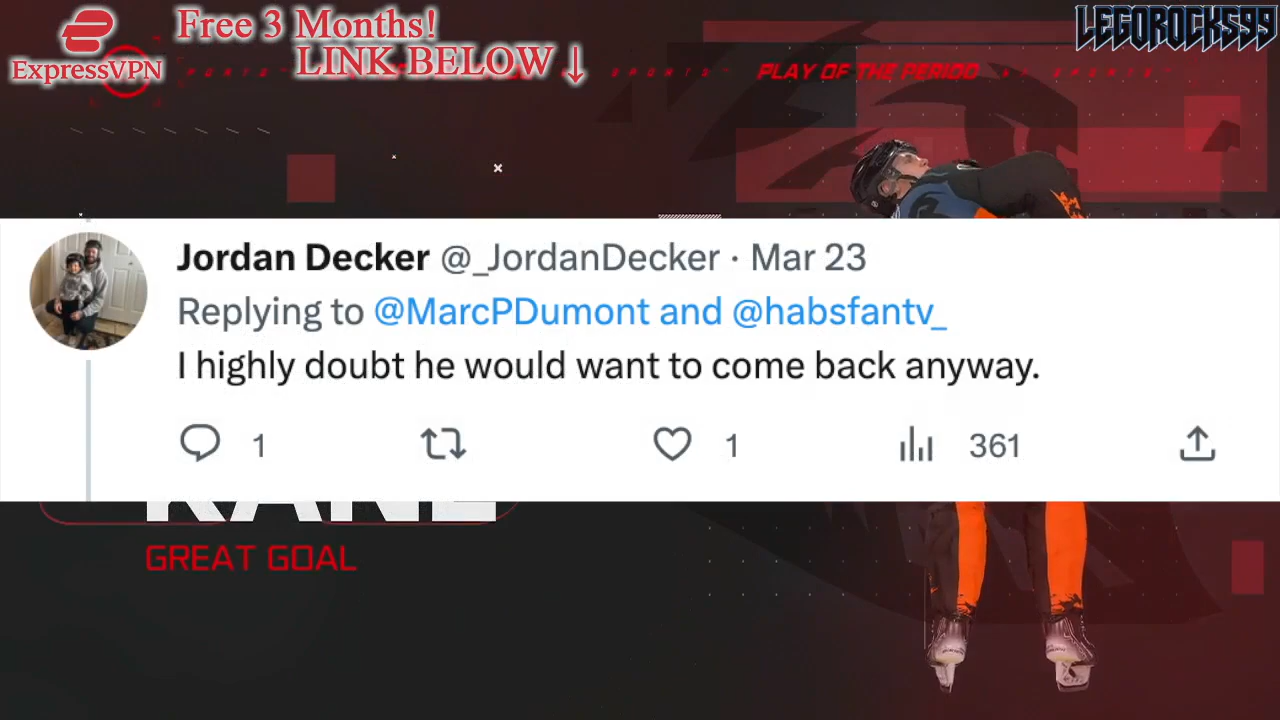 ExpressVPN
Free 3 Months!
LINK BELOW ↓
LEGOROCKS99
PLAY OF THE PERIOD
Jordan Decker @_JordanDecker · Mar 23
Replying to @MarcPDumont and @habsfantv_
I highly doubt he would want to come back anyway.
1
1
361
KANE
GREAT GOAL